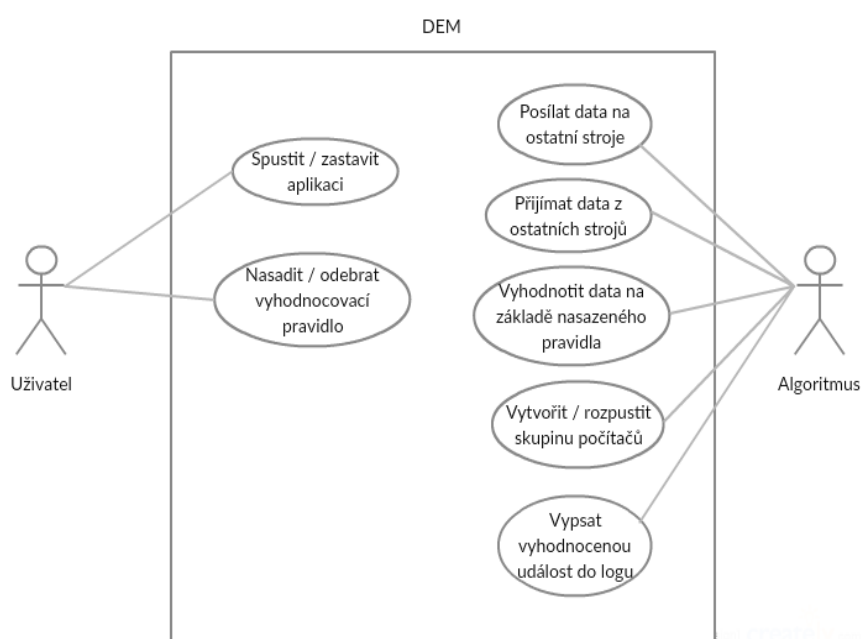 DEM
Spustit / zastavit
aplikaci
Nasadit / odebrat
vyhodnocovací
pravidlo
Uživatel
Posílat data na
ostatní stroje
Přijímat data z
ostatních strojů
Vyhodnotit data na
základě nasazeného
pravidla
Vytvořit / rozpustit
skupinu počítačů
Vypsat
vyhodnocenou
událost do logu
Algoritmus